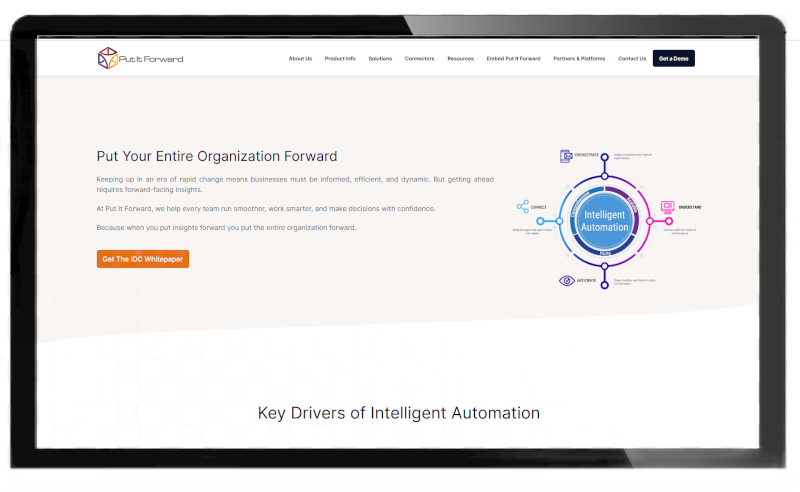 Put It Forward
About Us Product Info Solutions Connectors Resources Embed Put It Forward Partners & Platforms Contact Us Get a Demo
Put Your Entire Organization Forward
Keeping up in an era of rapid change means businesses must be informed, efficient, and dynamic. But getting ahead
requires forward-facing insights.
At Put It Forward, we help every team run smoother, work smarter, and make decisions with confidence.
Because when you put insights forward you put the entire organization forward.
Get The IDC Whitepaper
ORCHESTRATE
CONNECT
UNDERSTAND
Intelligent
Automation
ANTICIPATE
Key Drivers of Intelligent Automation